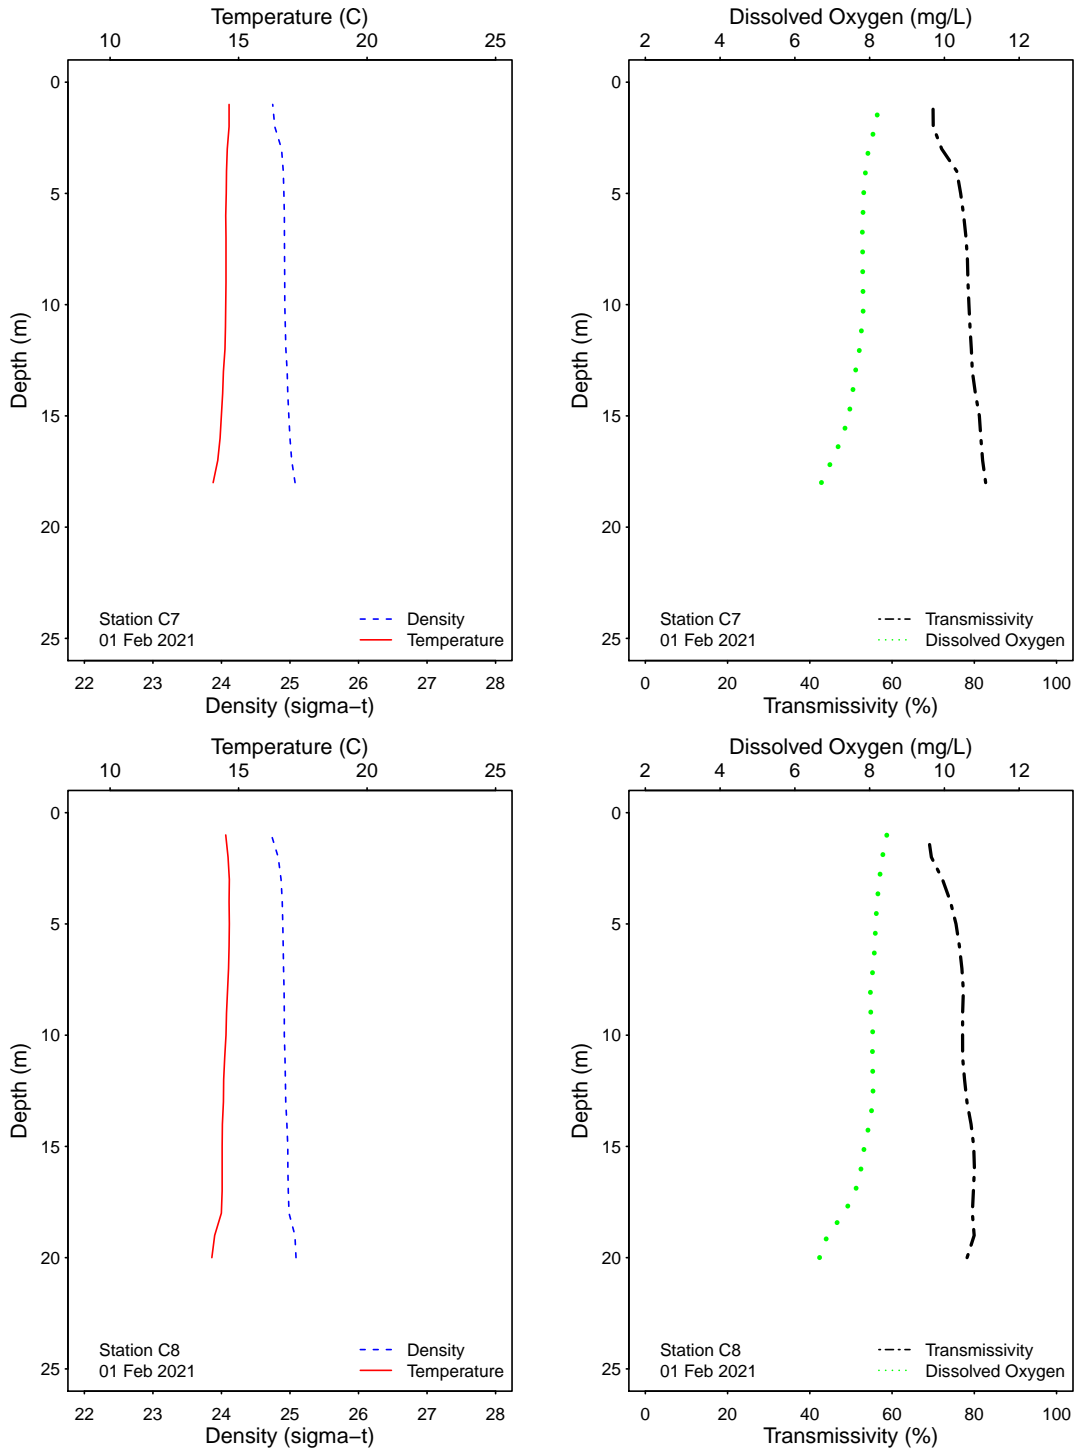 Temperature (C)
10 15 20 25
0
5
10
15
20
25
Depth (m)
Station C7
01 Feb 2021
Density
Temperature
22 23 24 25 26 27 28
Density (sigma−t)
Dissolved Oxygen (mg/L)
2 4 6 8 10 12
0
5
10
15
20
25
Depth (m)
Station C7
01 Feb 2021
Transmissivity
Dissolved Oxygen
0 20 40 60 80 100
Transmissivity (%)
Temperature (C)
10 15 20 25
0
5
10
15
20
25
Depth (m)
Station C8
01 Feb 2021
Density
Temperature
22 23 24 25 26 27 28
Density (sigma−t)
Dissolved Oxygen (mg/L)
2 4 6 8 10 12
0
5
10
15
20
25
Depth (m)
Station C8
01 Feb 2021
Transmissivity
Dissolved Oxygen
0 20 40 60 80 100
Transmissivity (%)